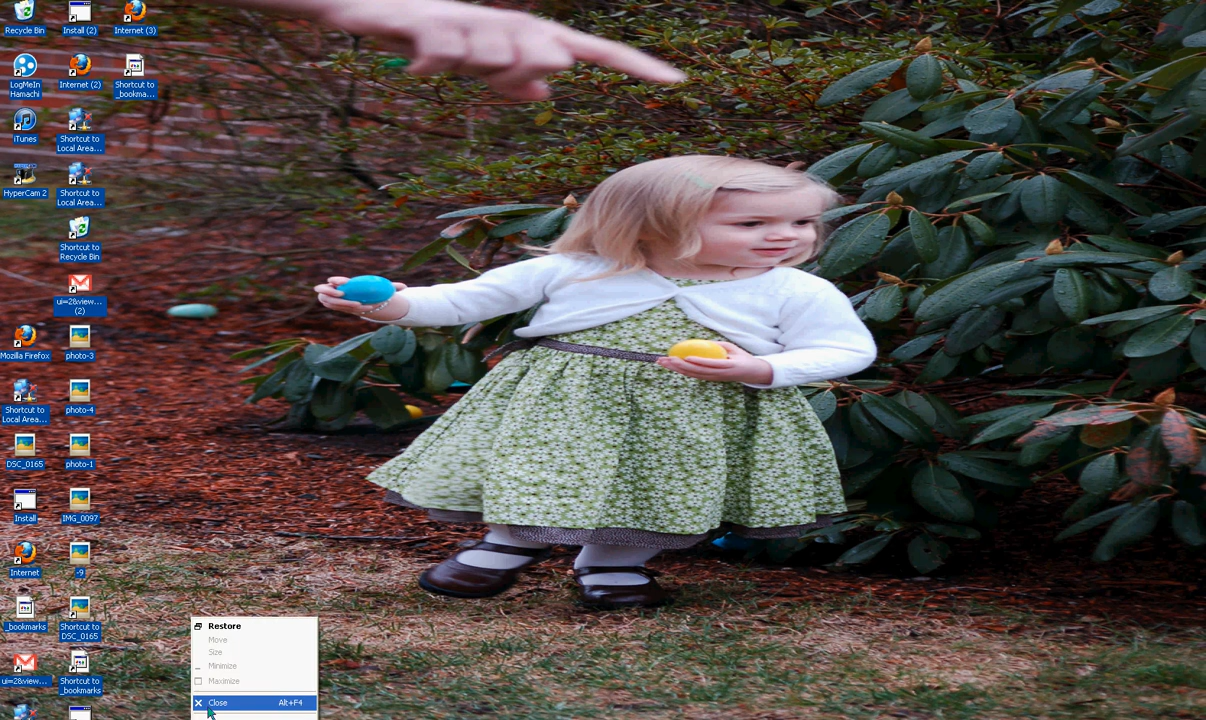 Recycle Bin
Install (2)
Internet (3)
LogMeIn
Hamachi
Internet (2)
Shortcut to
_bookma...
iTunes
Shortcut to
Local Area...
HyperCam 2
Shortcut to
Local Area...
Shortcut to
Recycle Bin
ui=2&view...
(2)
Mozilla Firefox
photo-3
Shortcut to
Local Area...
photo-4
DSC_0165
photo-1
Install
IMG_0097
Internet
-9
_bookmarks
Shortcut to
DSC_0165
ui=2&view...
Shortcut to
_bookmarks
Restore
Move
Size
Minimize
Maximize
Close Alt+F4